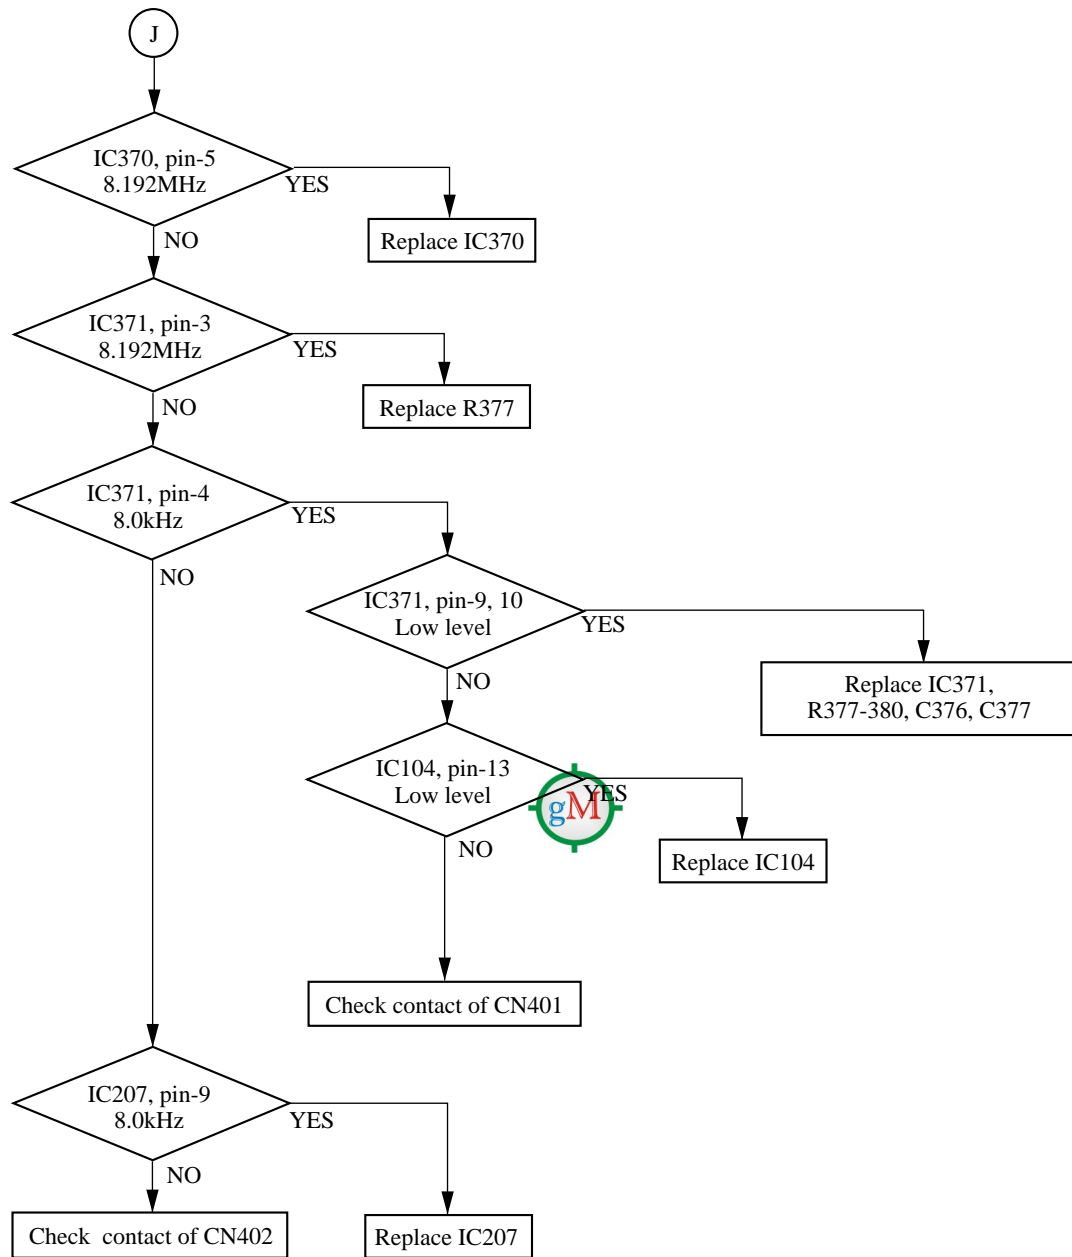 J
IC370, pin-5
8.192MHz
YES
Replace IC370
NO
IC371, pin-3
8.192MHz
YES
Replace R377
NO
IC371, pin-4
8.0kHz
YES
NO
IC371, pin-9, 10
Low level
YES
Replace IC371,
R377-380, C376, C377
NO
IC104, pin-13
Low level
YES
gM
Replace IC104
NO
Check contact of CN401
IC207, pin-9
8.0kHz
YES
NO
Check contact of CN402
Replace IC207